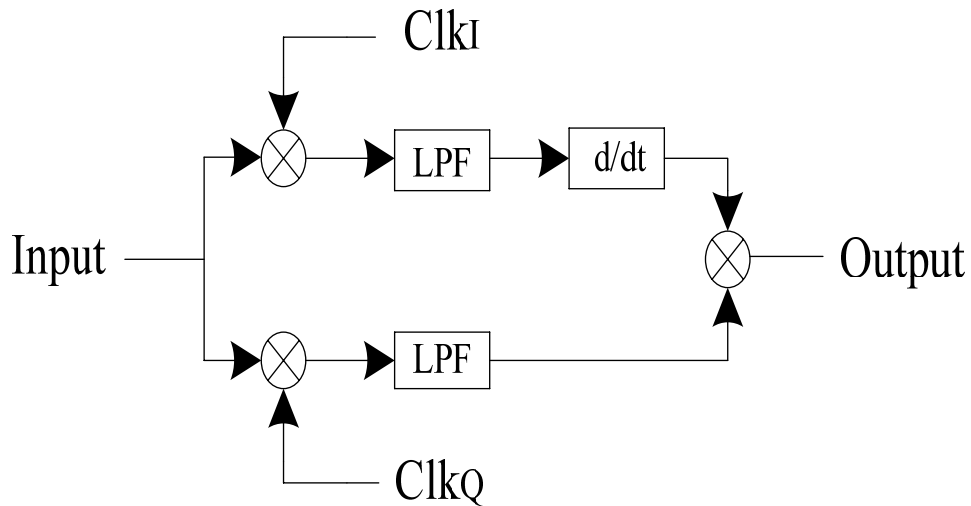 ClkI
LPF
d/dt
Input
Output
LPF
ClkQ